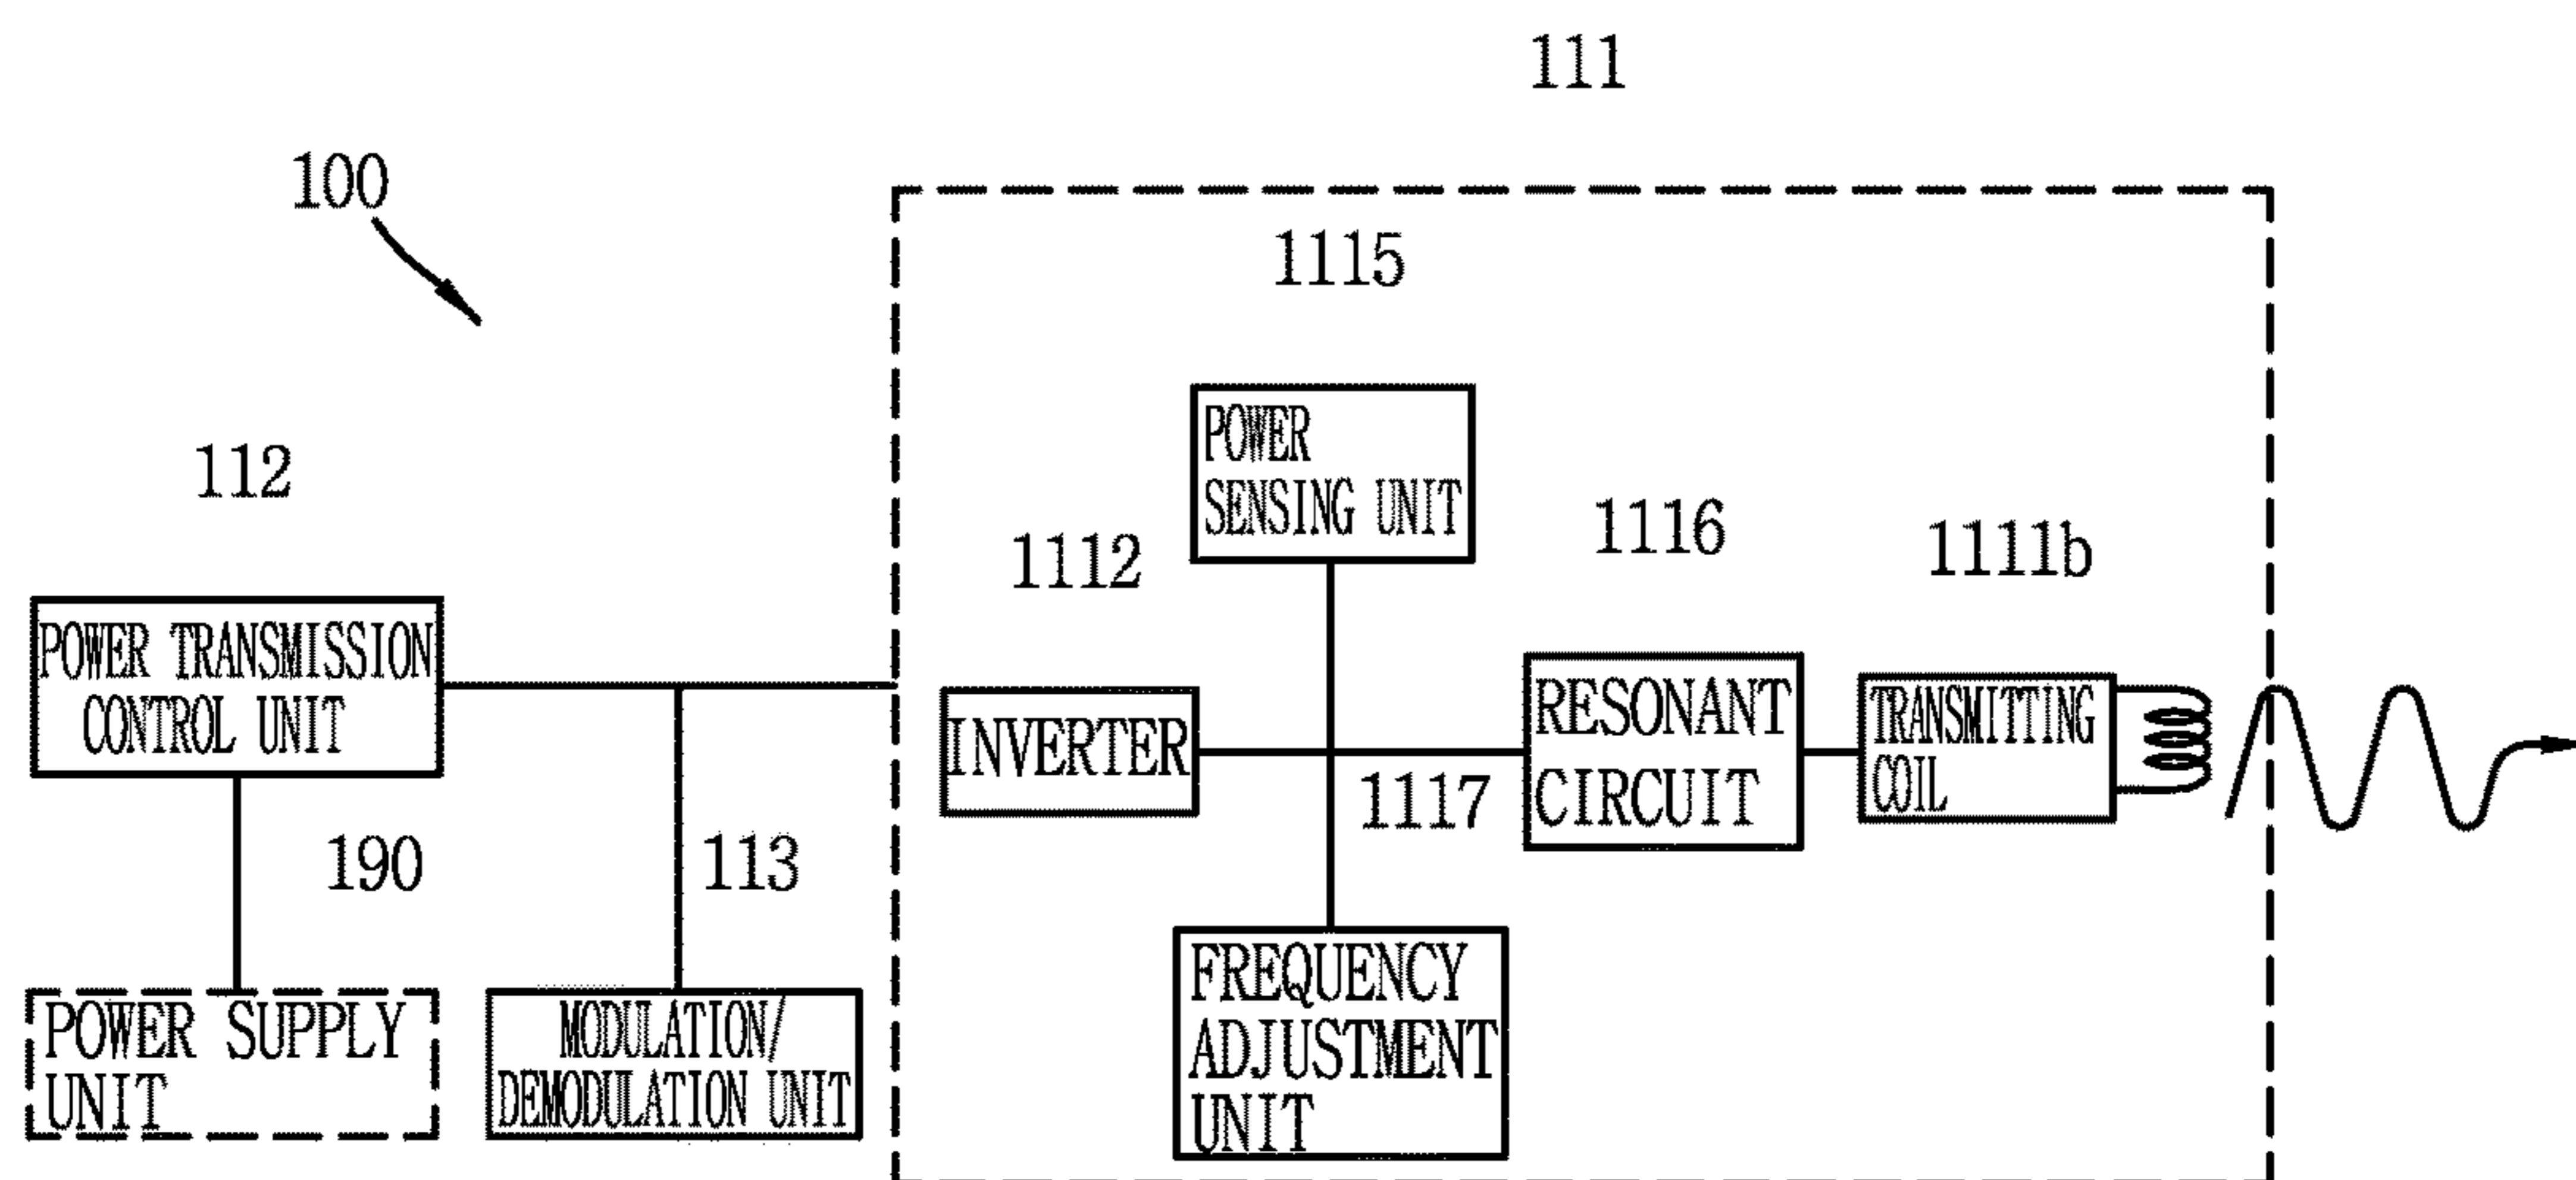 111
100
1115
POWER
SENSING UNIT
112
1112
1116
1111b
POWER TRANSMISSION
CONTROL UNIT
INVERTER
RESONANT
CIRCUIT
TRANSMITTING
COIL
1117
190
113
FREQUENCY
ADJUSTMENT
UNIT
POWER SUPPLY
UNIT
MODULATION/
DEMODULATION UNIT